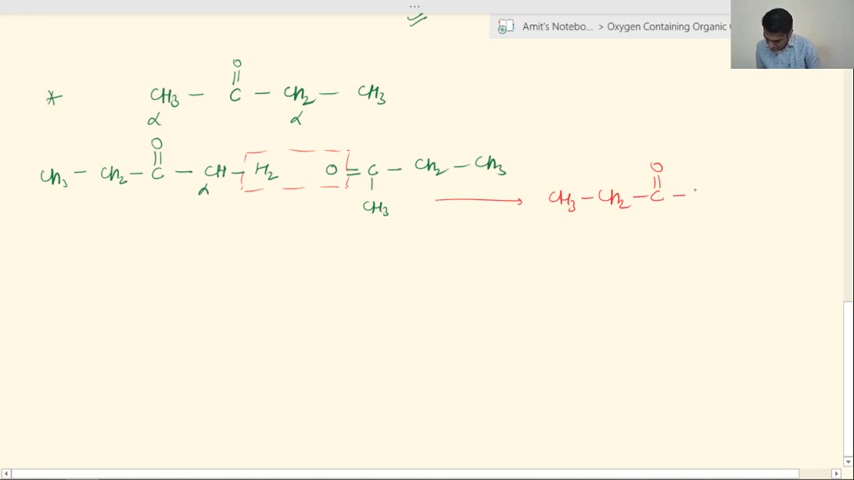 ...
Amit's Notebo... > Oxygen Containing Organic
O
* CH3 - C - CH2 - CH3
α α
O
CH3 - CH2 - C - CH - H2 O = C - CH2 - CH3
α
CH3
O
CH3 - CH2 - C -